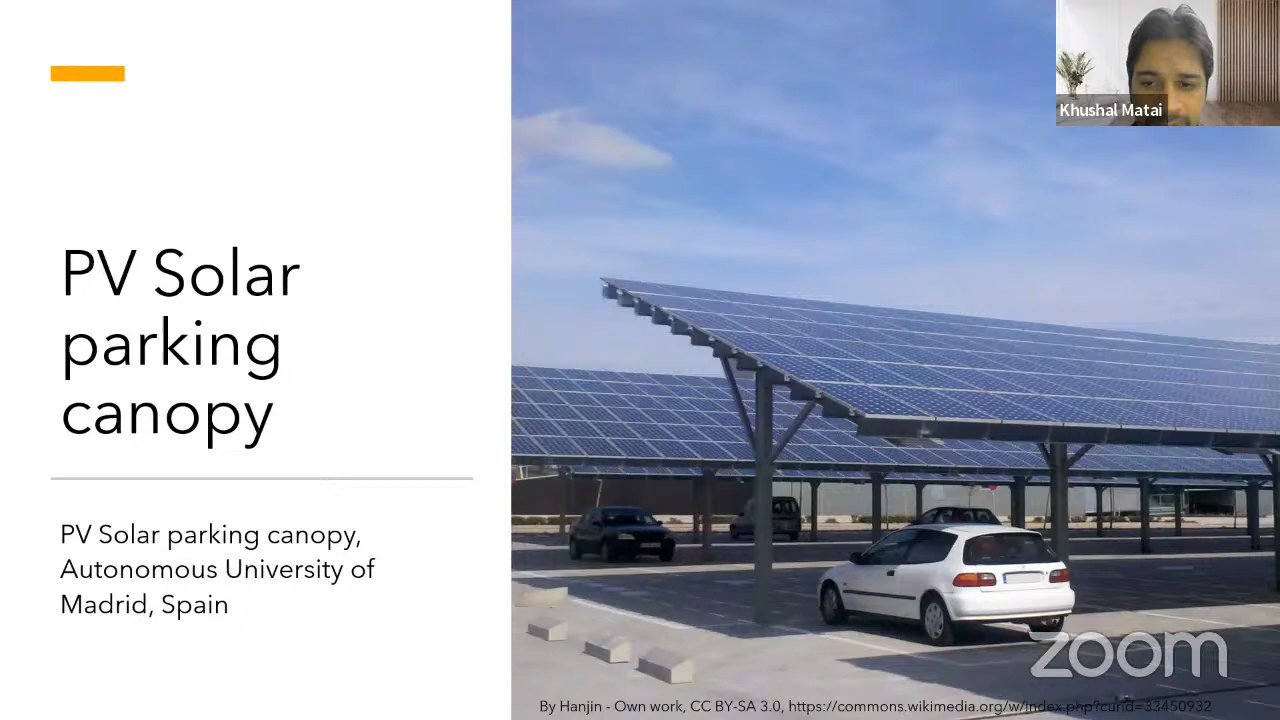 Khushal Matai
PV Solar
parking
canopy
PV Solar parking canopy,
Autonomous University of
Madrid, Spain
zoom
By Hanjin - Own work, CC BY-SA 3.0, https://commons.wikimedia.org/w/index.php?curid=33450932